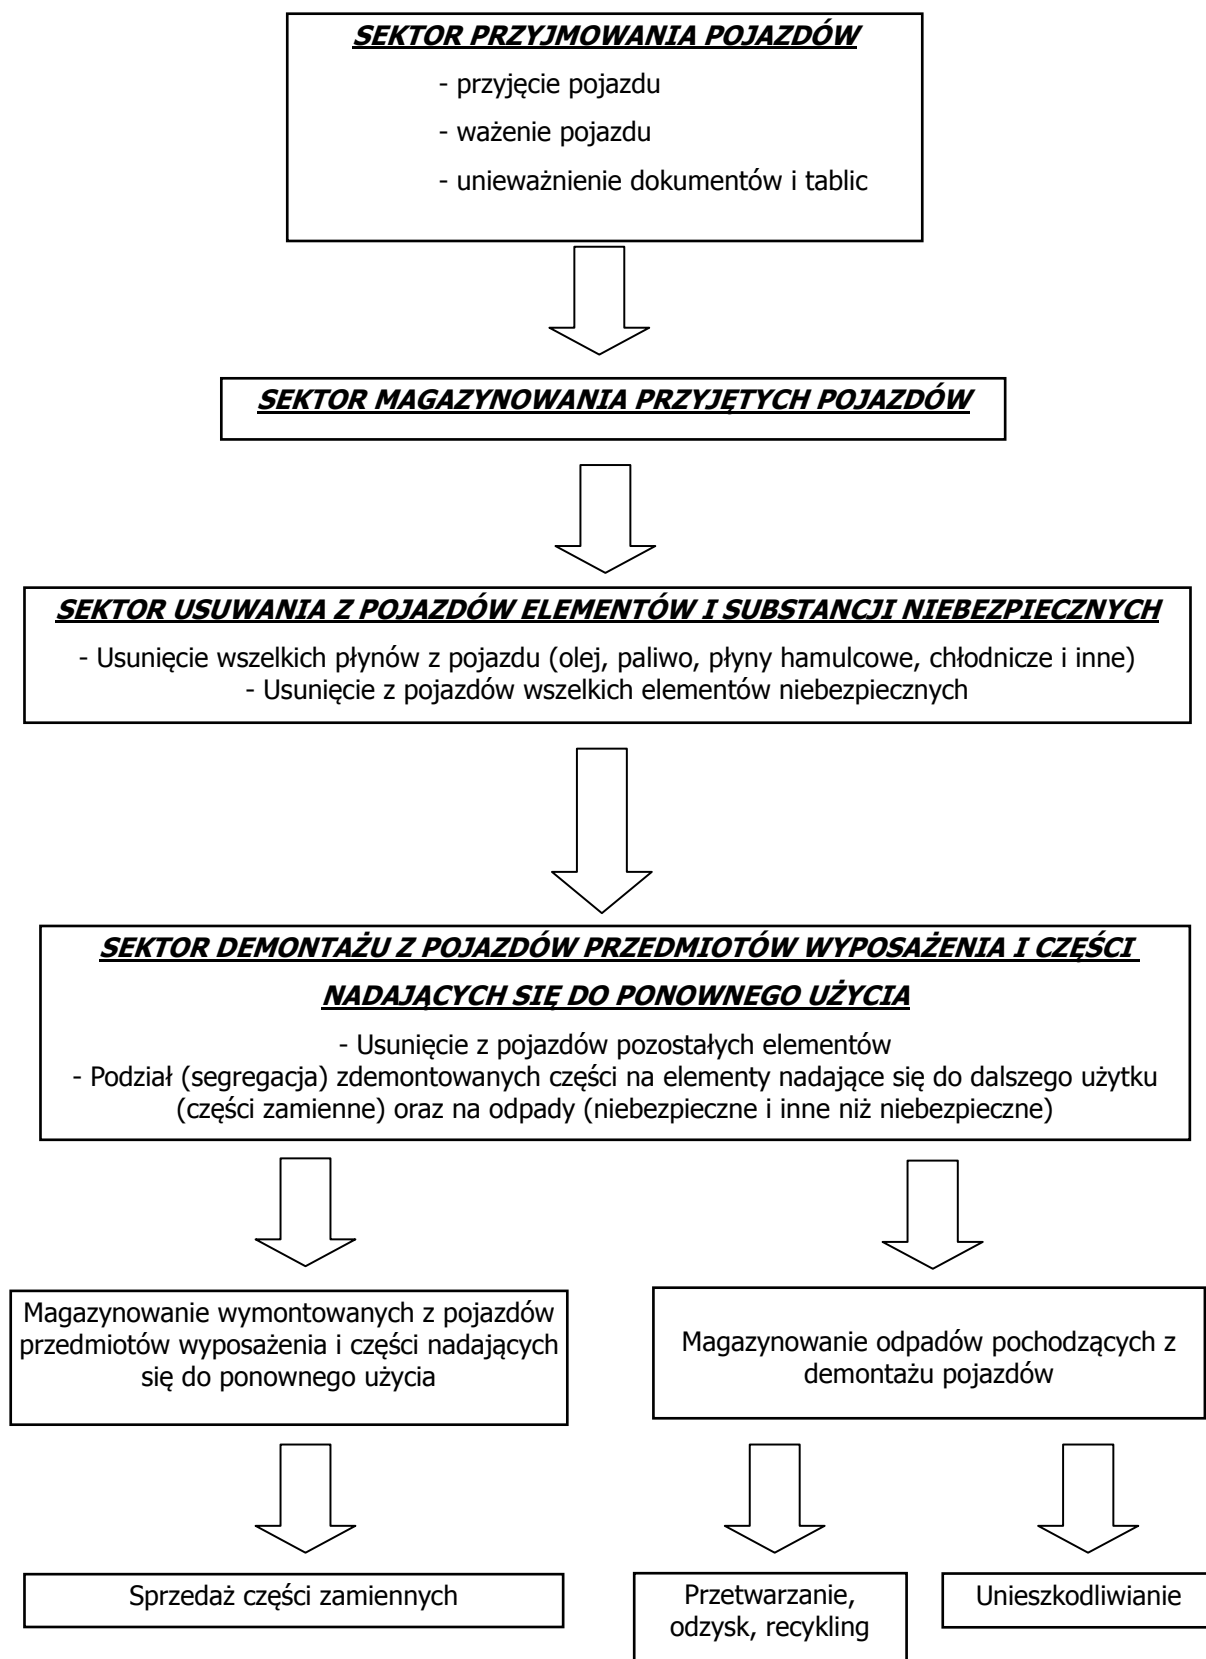 SEKTOR PRZYJMOWANIA POJAZDÓW
- przyjęcie pojazdu
- ważenie pojazdu
- unieważnienie dokumentów i tablic
SEKTOR MAGAZYNOWANIA PRZYJĘTYCH POJAZDÓW
SEKTOR USUWANIA Z POJAZDÓW ELEMENTÓW I SUBSTANCJI NIEBEZPIECZNYCH
- Usunięcie wszelkich płynów z pojazdu (olej, paliwo, płyny hamulcowe, chłodnicze i inne)
- Usunięcie z pojazdów wszelkich elementów niebezpiecznych
SEKTOR DEMONTAŻU Z POJAZDÓW PRZEDMIOTÓW WYPOSAŻENIA I CZĘŚCI
NADAJĄCYCH SIĘ DO PONOWNEGO UŻYCIA
- Usunięcie z pojazdów pozostałych elementów
- Podział (segregacja) zdemontowanych części na elementy nadające się do dalszego użytku
(części zamienne) oraz na odpady (niebezpieczne i inne niż niebezpieczne)
Magazynowanie wymontowanych z pojazdów
przedmiotów wyposażenia i części nadających
się do ponownego użycia
Magazynowanie odpadów pochodzących z
demontażu pojazdów
Sprzedaż części zamiennych
Przetwarzanie,
odzysk, recykling
Unieszkodliwianie